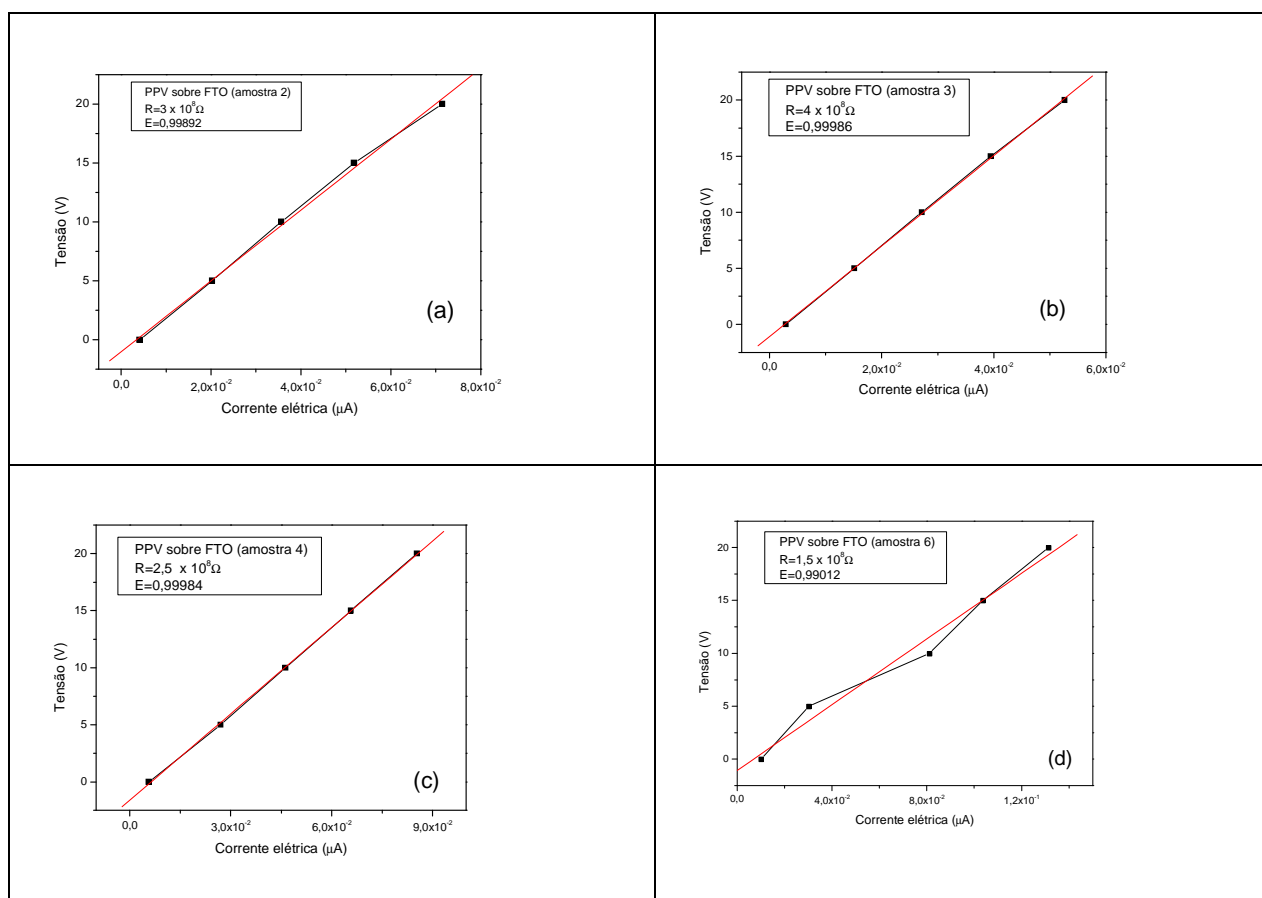 PPV sobre FTO (amostra 2)
R=3 x 10⁸Ω
E=0,99892
20
15
10
5
0
Tensão (V)
(a)
0,0
2,0x10⁻²
4,0x10⁻²
6,0x10⁻²
8,0x10⁻²
Corrente elétrica (μA)
PPV sobre FTO (amostra 3)
R=4 x 10⁸Ω
E=0,99986
20
15
10
5
0
Tensão (V)
(b)
0,0
2,0x10⁻²
4,0x10⁻²
6,0x10⁻²
Corrente elétrica (μA)
PPV sobre FTO (amostra 4)
R=2,5 x 10⁸Ω
E=0,99984
20
15
10
5
0
Tensão (V)
(c)
0,0
3,0x10⁻²
6,0x10⁻²
9,0x10⁻²
Corrente elétrica (μA)
PPV sobre FTO (amostra 6)
R=1,5 x 10⁸Ω
E=0,99012
20
15
10
5
0
Tensão (V)
(d)
0,0
4,0x10⁻²
8,0x10⁻²
1,2x10⁻¹
Corrente elétrica (μA)